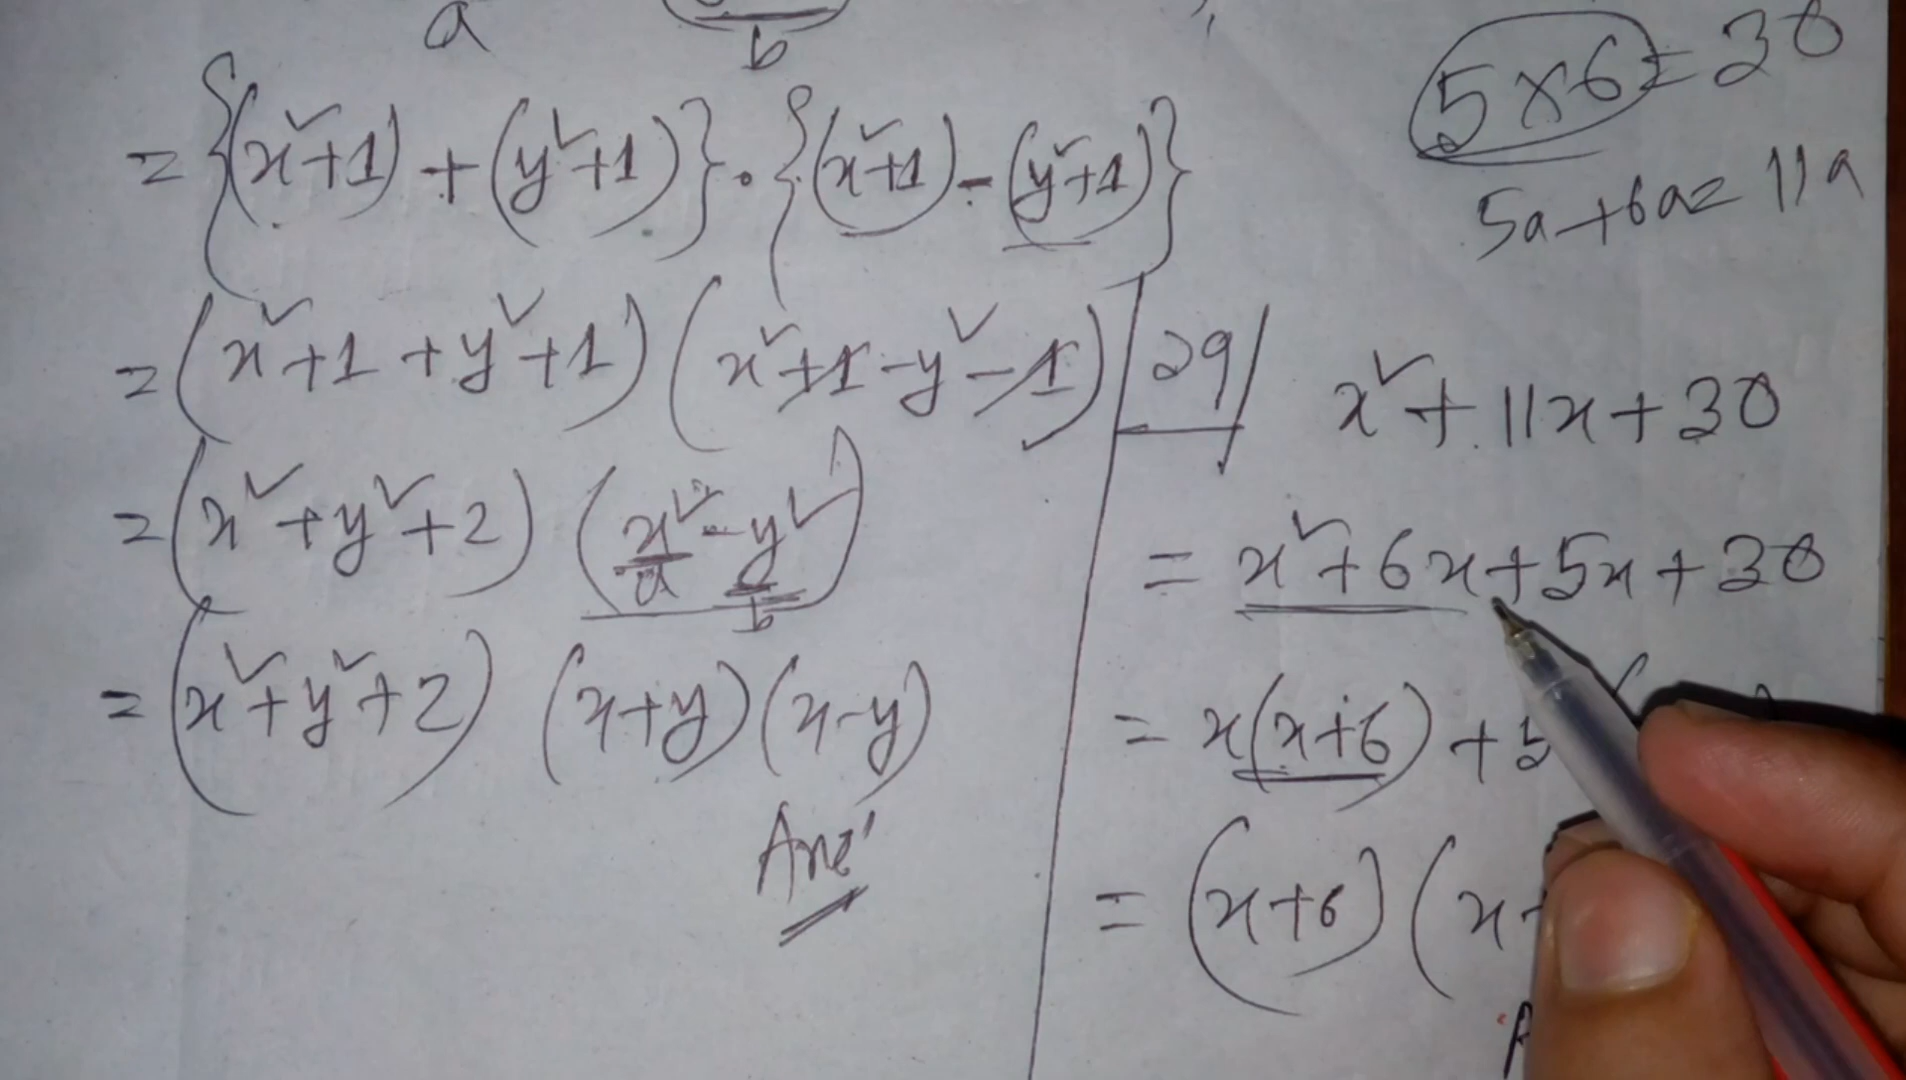 a b
= {(x²+1) + (y²+1)} · {(x²+1) - (y²+1)}
= (x²+1+y²+1) (x²+1-y²-1)
= (x²+y²+2) (x²-y²)
a b
= (x²+y²+2) (x+y)(x-y)
Ans
5×6=30
5a+6a=11a
29 x²+11x+30
= x²+6x+5x+30
= x(x+6)+5
= (x+6)(x+